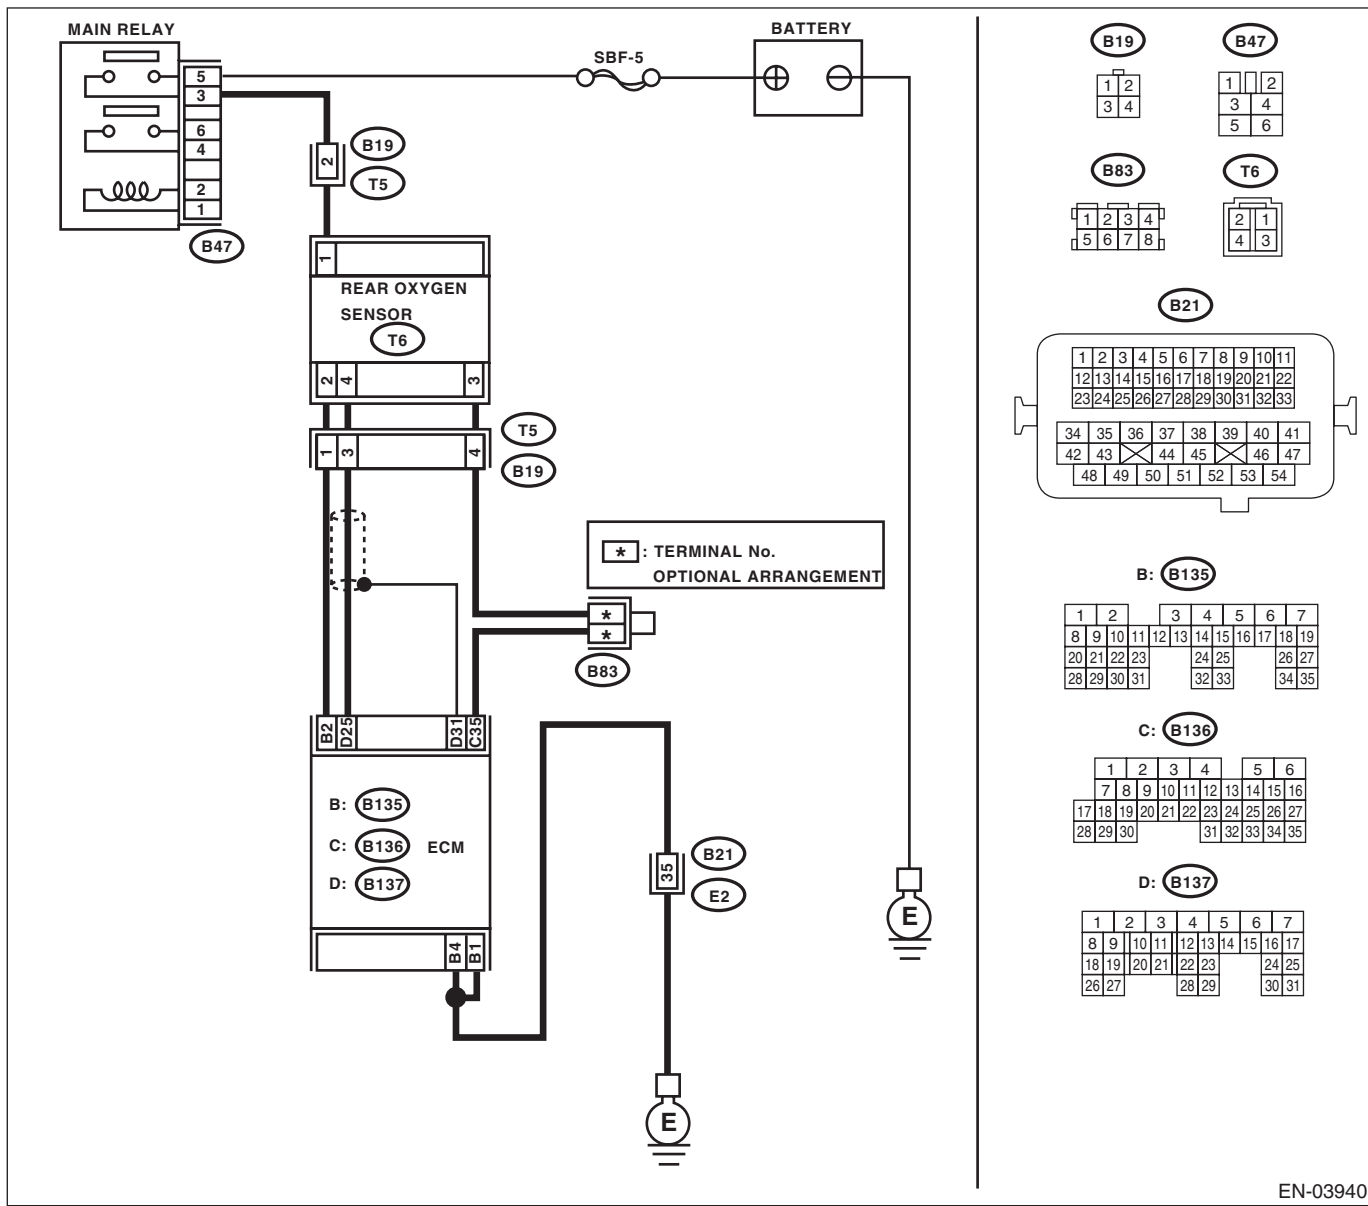 MAIN RELAY
5
3
6
4
2
1
B47
SBF-5
BATTERY
2
B19
T5
1
REAR OXYGEN
SENSOR
T6
2 4 3
1 3 4
T5
B19
* : TERMINAL No.
OPTIONAL ARRANGEMENT
*
*
B83
B2 D25 D31 C35
B: B135
C: B136 ECM
D: B137
B4 B1
35
B21
E2
E
E
B19
1 2
3 4
B47
1 2
3 4
5 6
B83
1 2 3 4
5 6 7 8
T6
2 1
4 3
B21
1 2 3 4 5 6 7 8 9 10 11
12 13 14 15 16 17 18 19 20 21 22
23 24 25 26 27 28 29 30 31 32 33
34 35 36 37 38 39 40 41
42 43 44 45 46 47
48 49 50 51 52 53 54
B: B135
1 2 3 4 5 6 7
8 9 10 11 12 13 14 15 16 17 18 19
20 21 22 23 24 25 26 27
28 29 30 31 32 33 34 35
C: B136
1 2 3 4 5 6
7 8 9 10 11 12 13 14 15 16
17 18 19 20 21 22 23 24 25 26 27
28 29 30 31 32 33 34 35
D: B137
1 2 3 4 5 6 7
8 9 10 11 12 13 14 15 16 17
18 19 20 21 22 23 24 25
26 27 28 29 30 31
EN-03940